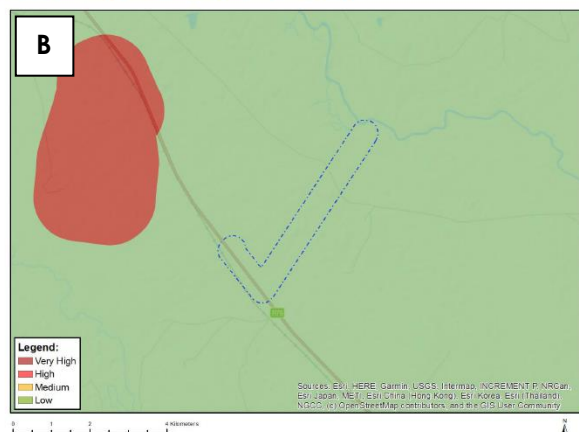 B
Legend:
Very High
High
Medium
Low
Sources: Esri, HERE, Garmin, USGS, Intermap, INCREMENT P, NRCan,
Esri Japan, METI, Esri China (Hong Kong), Esri Korea, Esri (Thailand),
NGCC, (c) OpenStreetMap contributors, and the GIS User Community
0 1 2 4 Kilometers
N